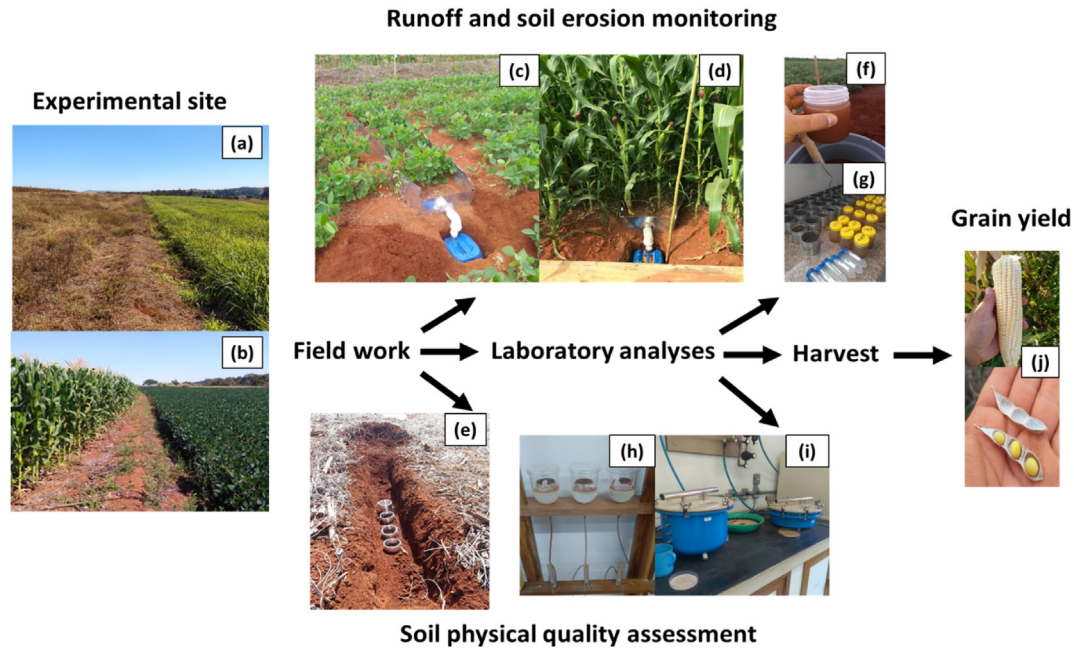 Runoff and soil erosion monitoring
Experimental site
(a)
(b)
(c)
(d)
(f)
(g)
Grain yield
Field work
Laboratory analyses
Harvest
(j)
(e)
(h)
(i)
Soil physical quality assessment